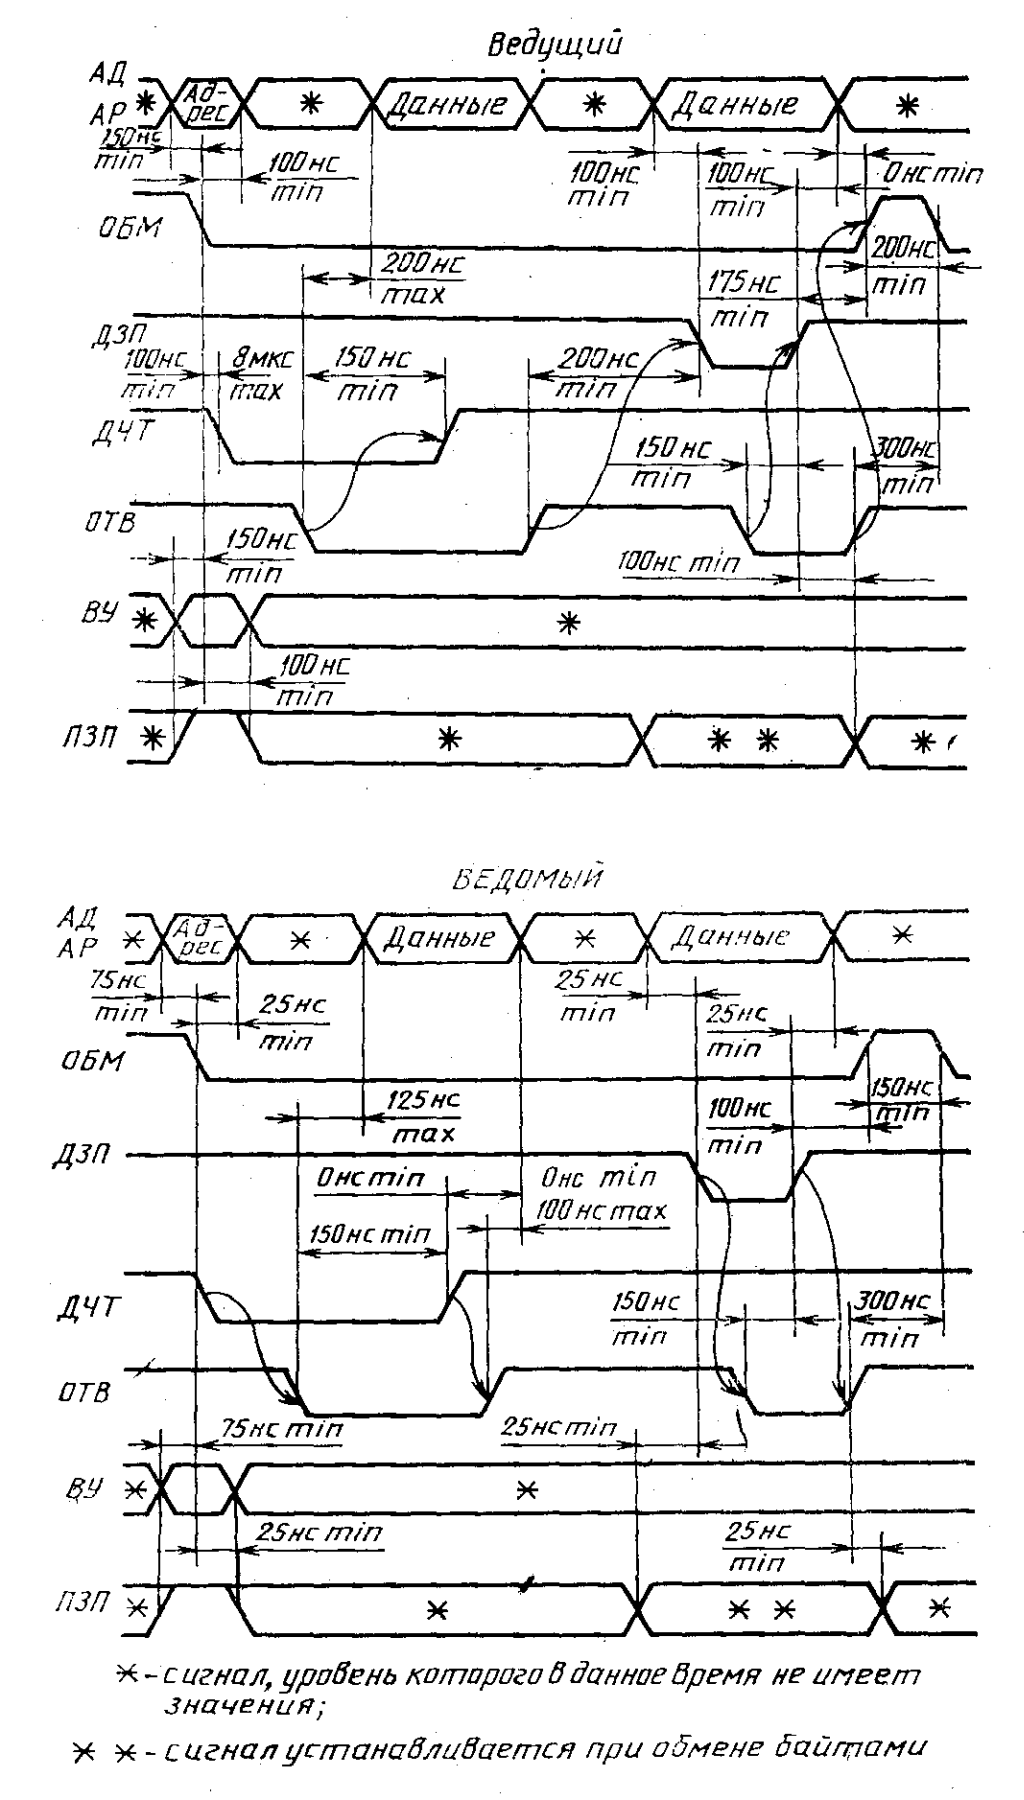 Ведущий
АД
АР
* Ад- * Данные * Данные *
рес
150нс
min
100нс
min
100нс
min
100нс
min
0нс min
ОБМ
200нс
max
200нс
min
175нс
min
ДЗП
100нс
min
8мкс
max
150нс
min
200нс
min
ДЧТ
150нс
min
300нс
min
ОТВ
150нс
min
100нс min
ВУ * *
100нс
min
ПЗП * * * * *
ВЕДОМЫЙ
АД
АР
* Ад- * Данные * Данные *
рес
75нс
min
25нс
min
25нс
min
25нс
min
ОБМ
125нс
max
100нс
min
150нс
min
ДЗП
0нс min
0нс min
100нс max
150нс min
ДЧТ
150нс
min
300нс
min
ОТВ
75нс min
25нс min
ВУ * *
25нс min
25нс
min
ПЗП * * * * *
* - сигнал, уровень которого в данное время не имеет
значения;
* * - сигнал устанавливается при обмене байтами